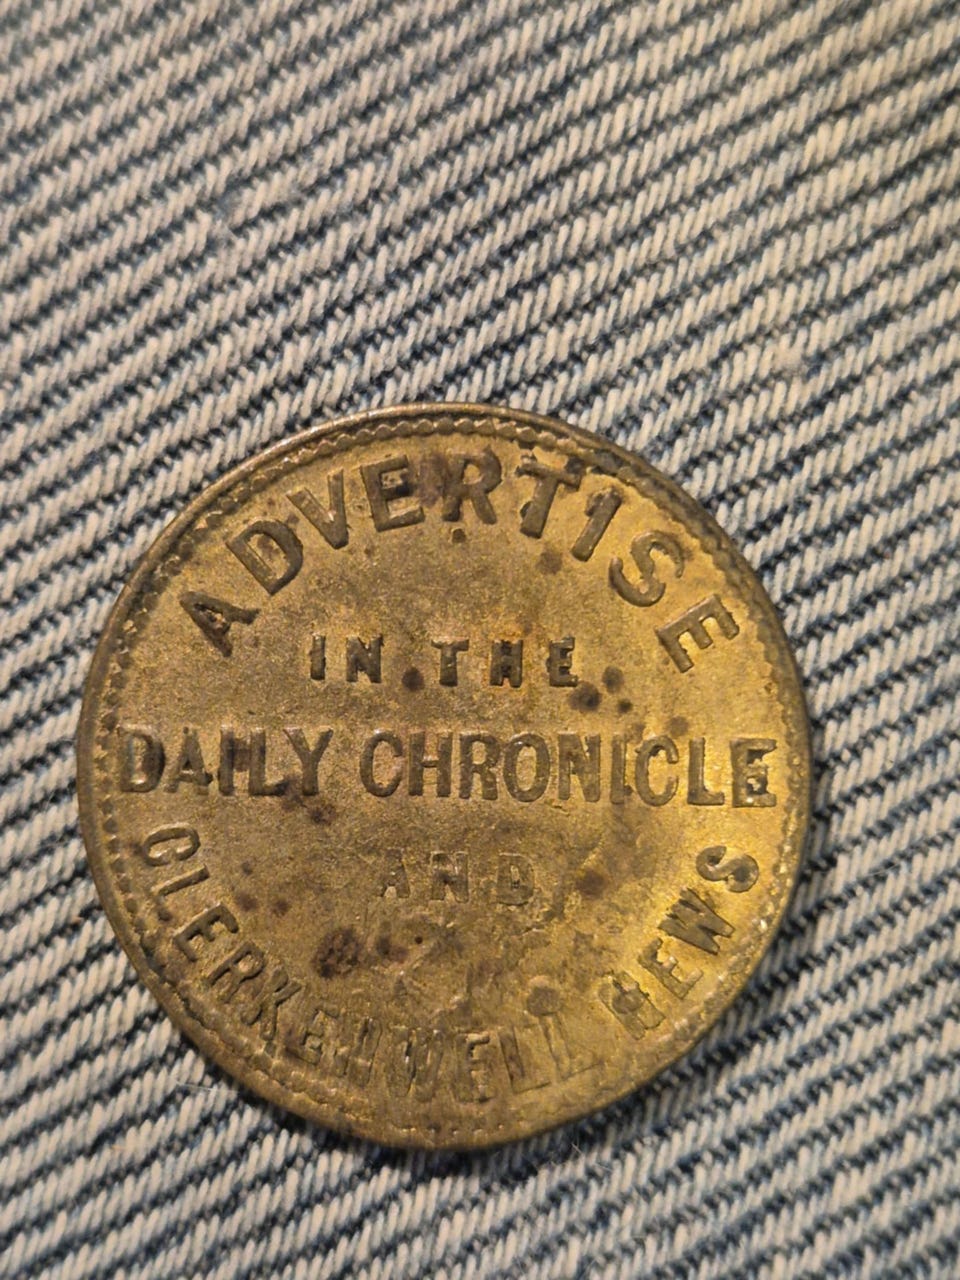 ADVERTISE
IN THE
DAILY CHRONICLE
AND
CLERKENWELL NEWS